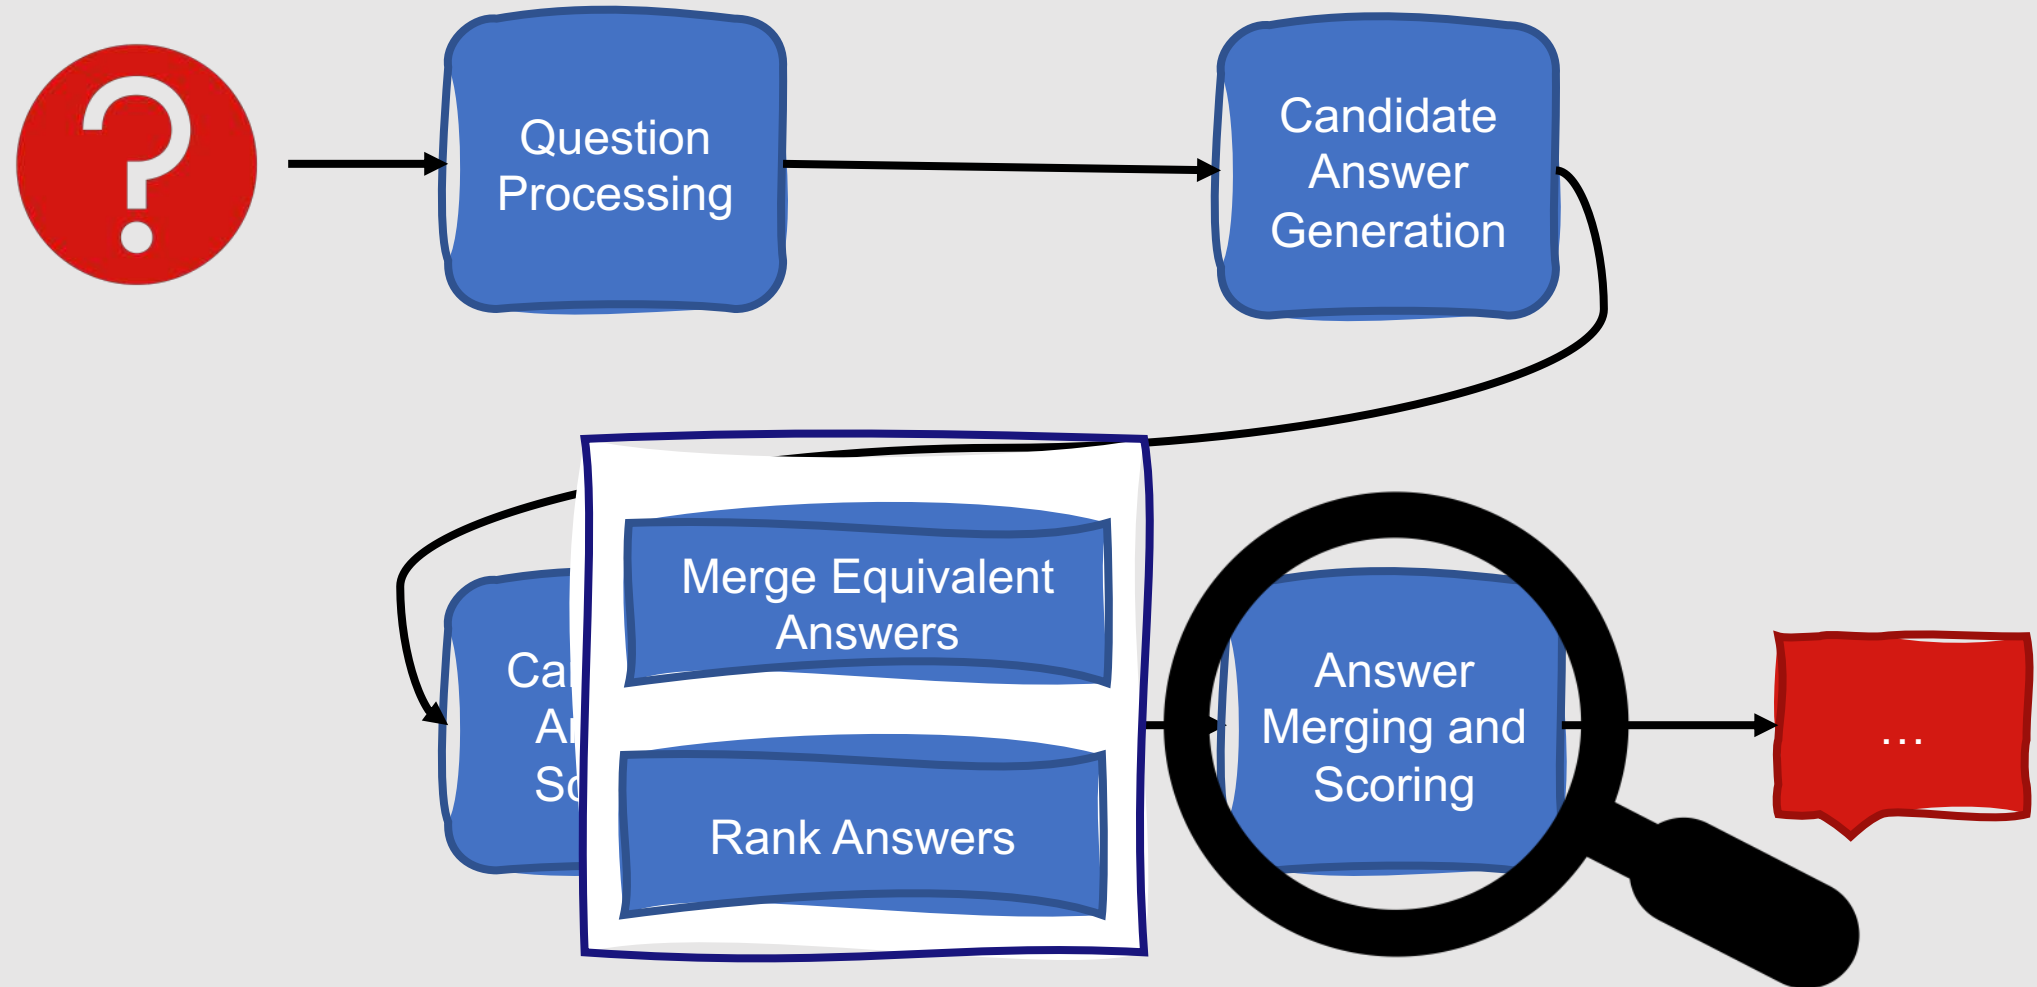 Question
Processing
Candidate
Answer
Generation
Merge Equivalent
Answers
Rank Answers
Answer
Merging and
Scoring
...